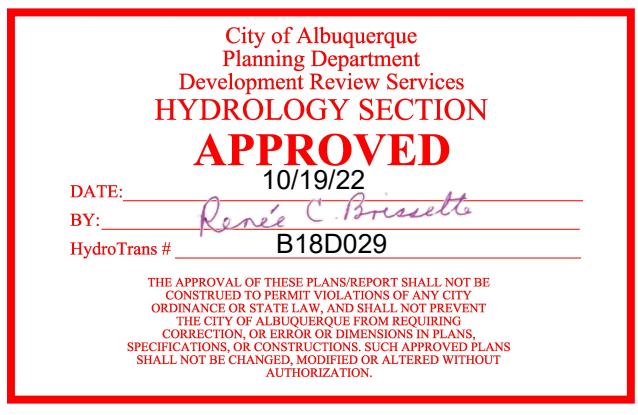 City of Albuquerque
Planning Department
Development Review Services
HYDROLOGY SECTION
APPROVED
DATE: 10/19/22
BY: Renée C. Brissette
HydroTrans # B18D029
THE APPROVAL OF THESE PLANS/REPORT SHALL NOT BE
CONSTRUED TO PERMIT VIOLATIONS OF ANY CITY
ORDINANCE OR STATE LAW, AND SHALL NOT PREVENT
THE CITY OF ALBUQUERQUE FROM REQUIRING
CORRECTION, OR ERROR OR DIMENSIONS IN PLANS,
SPECIFICATIONS, OR CONSTRUCTIONS. SUCH APPROVED PLANS
SHALL NOT BE CHANGED, MODIFIED OR ALTERED WITHOUT
AUTHORIZATION.